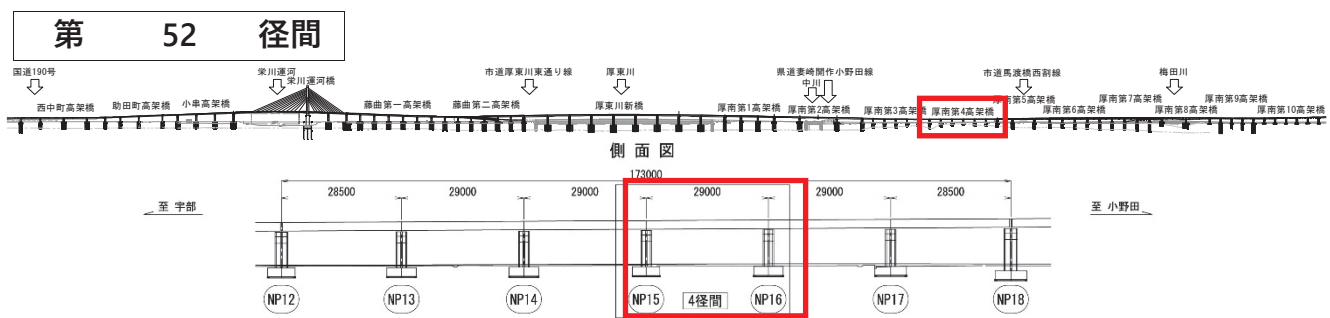 第 52 径間
国道190号
栄川運河
栄川運河橋
市道厚東川東通り線
厚東川
県道妻崎開作小野田線
中川
市道馬渡橋西割線
梅田川
西中町高架橋
助田町高架橋
小串高架橋
藤曲第一高架橋
藤曲第二高架橋
厚東川新橋
厚南第1高架橋
厚南第2高架橋
厚南第3高架橋
厚南第4高架橋
厚南第5高架橋
厚南第6高架橋
厚南第7高架橋
厚南第8高架橋
厚南第9高架橋
厚南第10高架橋
側面図
173000
28500 29000 29000 29000 29000 28500
至 宇部
至 小野田
NP12 NP13 NP14 NP15 4径間 NP16 NP17 NP18